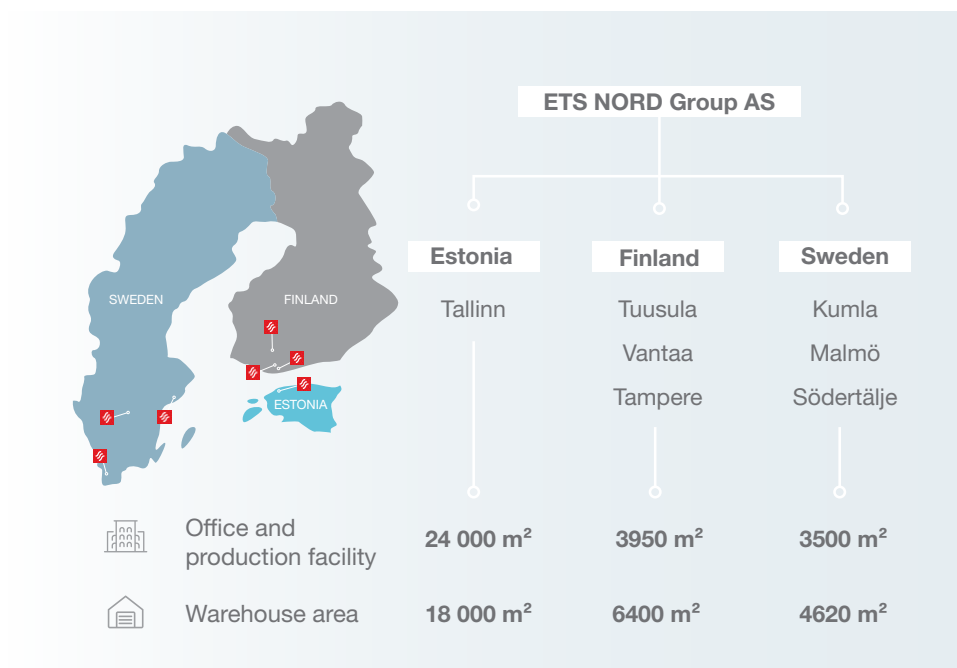 ETS NORD Group AS
SWEDEN
FINLAND
ESTONIA
Estonia
Finland
Sweden
Tallinn
Tuusula
Kumla
Vantaa
Malmö
Tampere
Södertälje
Office and
production facility
24 000 m²
3950 m²
3500 m²
Warehouse area
18 000 m²
6400 m²
4620 m²